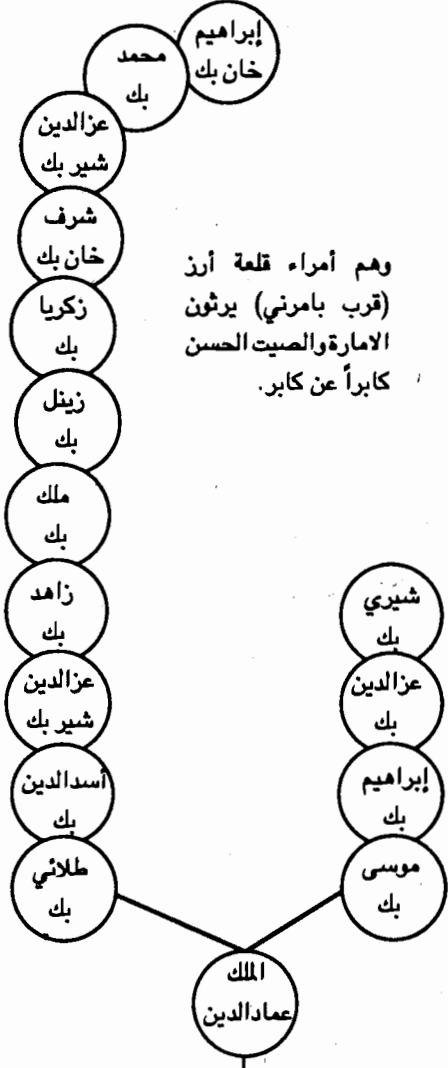 إبراهيم
خان بك
محمد
بك
عزالدين
شير بك
شرف
خان بك
زكريا
بك
زينل
بك
ملك
بك
زاهد
بك
عزالدين
شير بك
أسدالدين
بك
طلائي
بك
وهم أمراء قلعة أرز
(قرب بامرني) يرثون
الامارة والصيت الحسن
كابراً عن كابر.
شيري
بك
عزالدين
بك
إبراهيم
بك
موسى
بك
الملك
عمادالدين